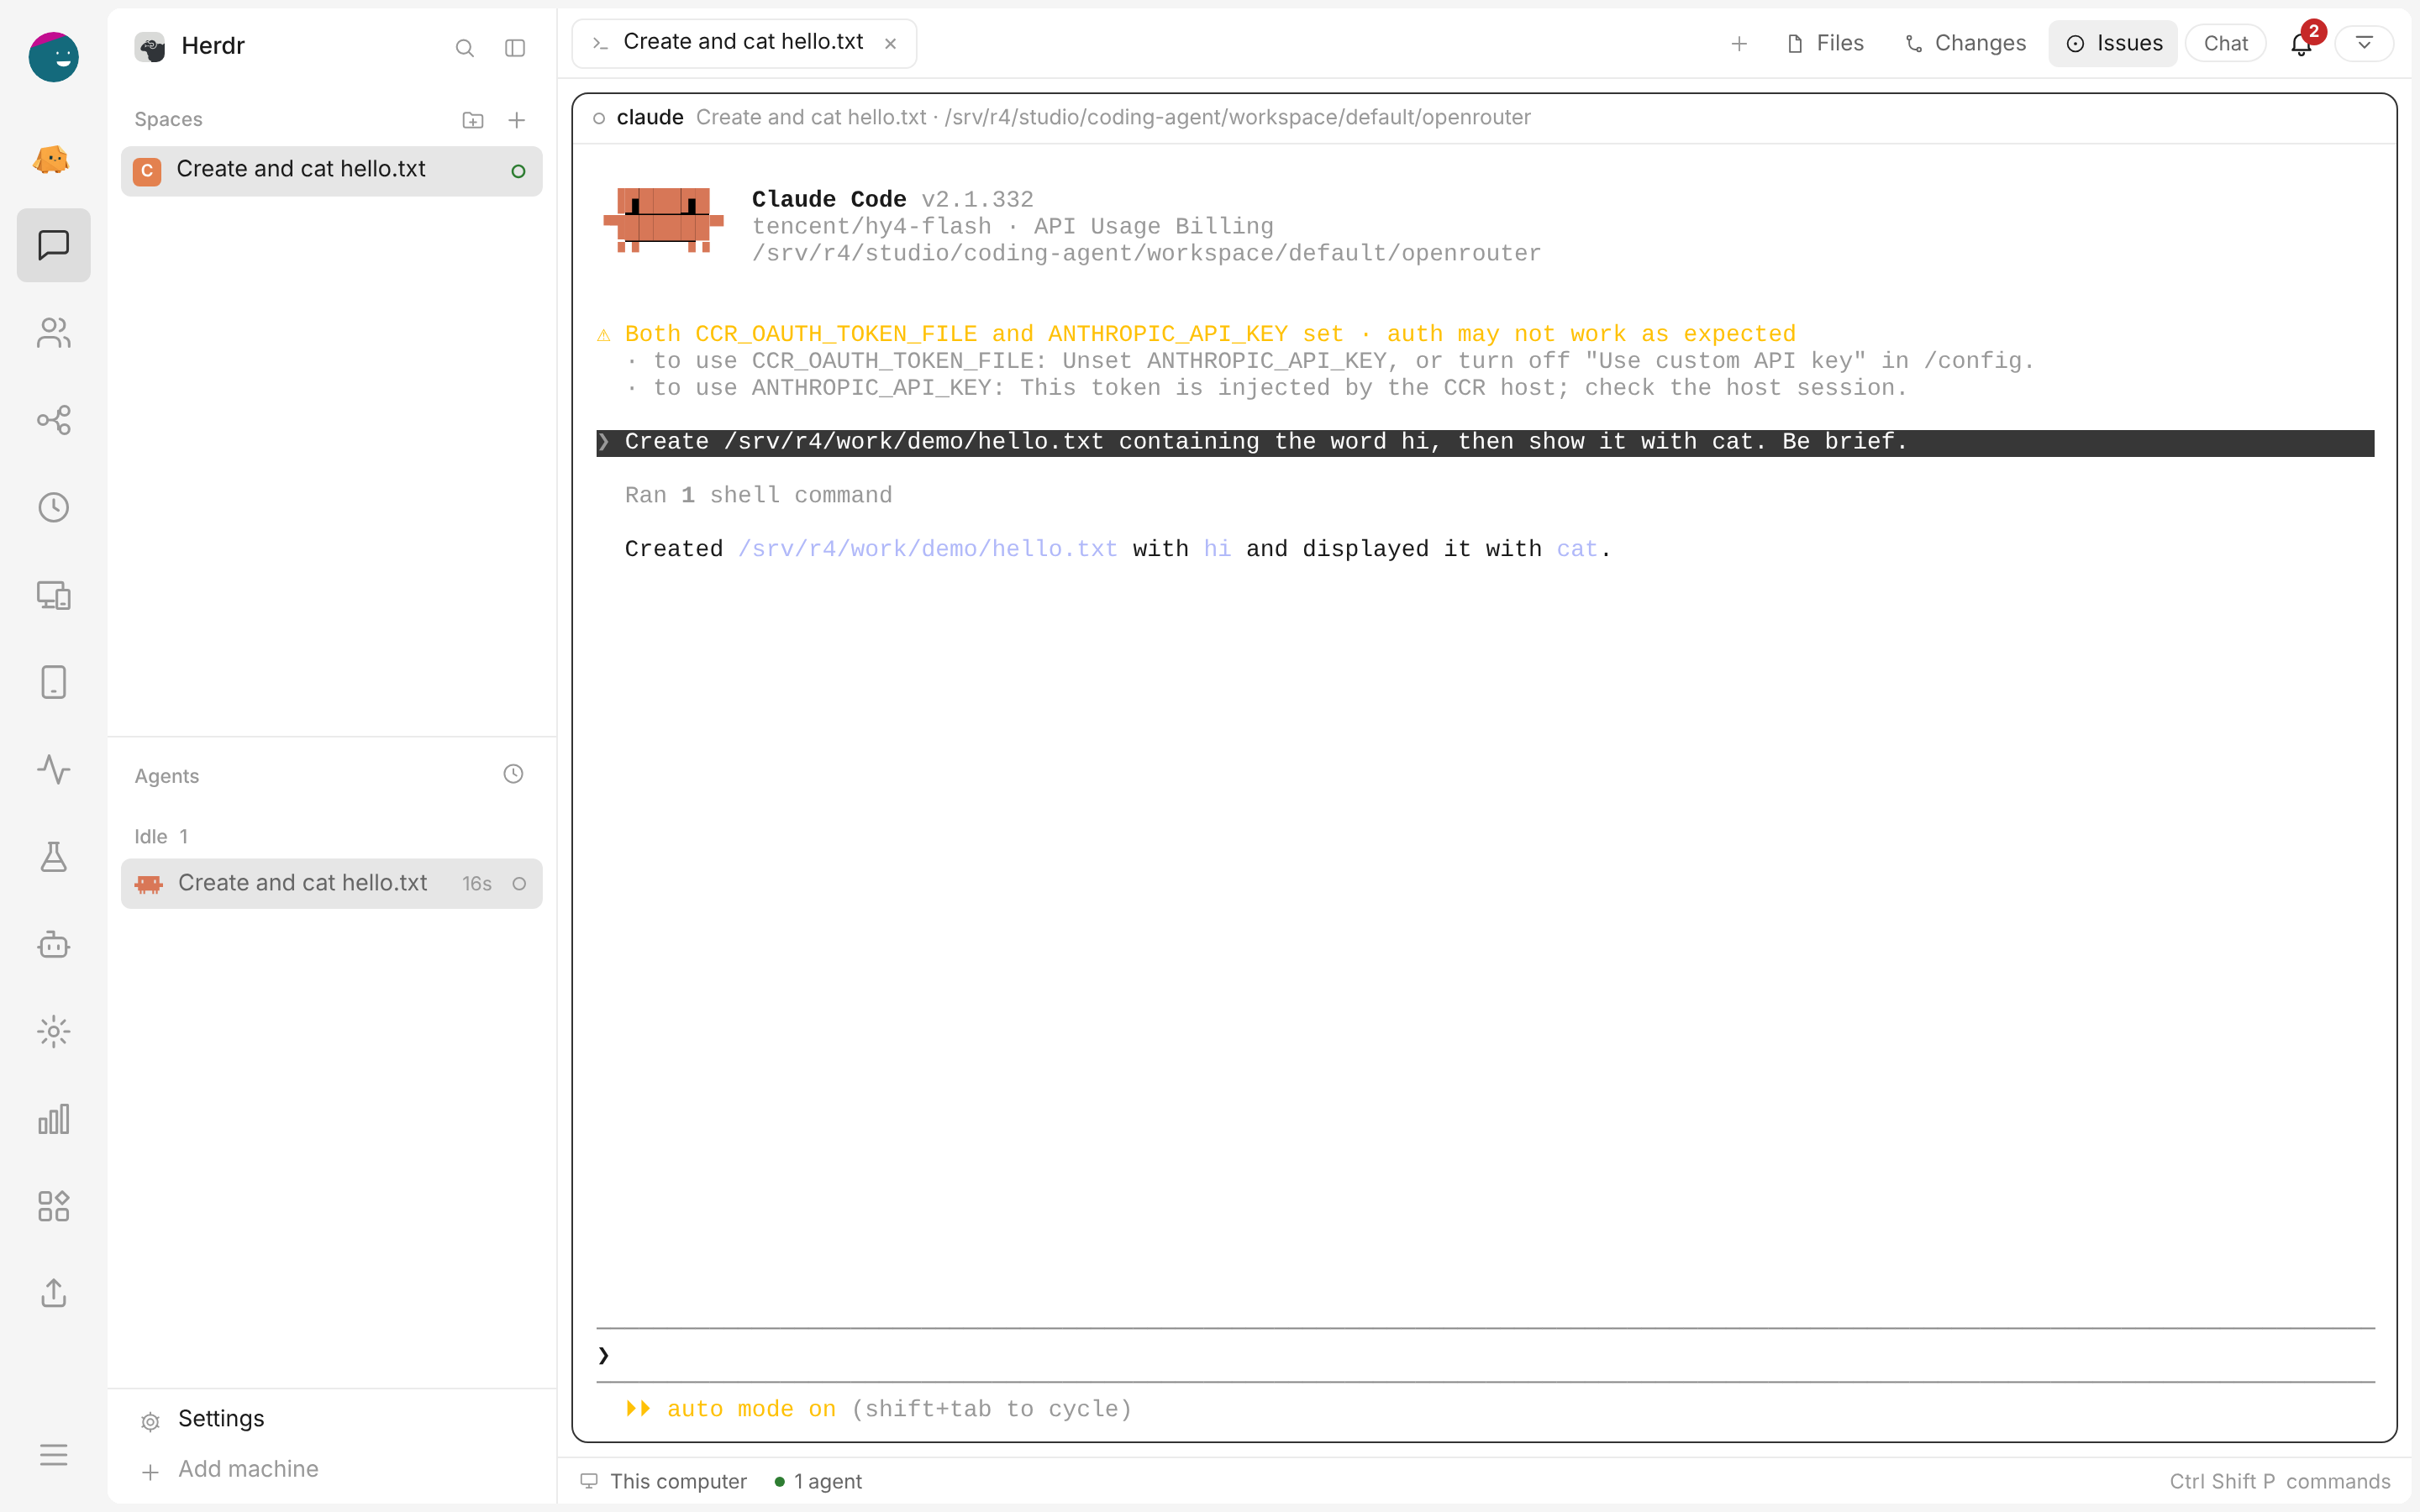 Herdr
Spaces
C Create and cat hello.txt
Agents
Idle 1
Create and cat hello.txt 16s
Settings
Add machine
Create and cat hello.txt
Files
Changes
Issues
Chat
2
claude Create and cat hello.txt · /srv/r4/studio/coding-agent/workspace/default/openrouter
Claude Code v2.1.332
tencent/hy4-flash · API Usage Billing
/srv/r4/studio/coding-agent/workspace/default/openrouter
⚠ Both CCR_OAUTH_TOKEN_FILE and ANTHROPIC_API_KEY set · auth may not work as expected
· to use CCR_OAUTH_TOKEN_FILE: Unset ANTHROPIC_API_KEY, or turn off "Use custom API key" in /config.
· to use ANTHROPIC_API_KEY: This token is injected by the CCR host; check the host session.
❯ Create /srv/r4/work/demo/hello.txt containing the word hi, then show it with cat. Be brief.
Ran 1 shell command
Created /srv/r4/work/demo/hello.txt with hi and displayed it with cat.
❯
⏵⏵ auto mode on (shift+tab to cycle)
This computer
1 agent
Ctrl Shift P commands